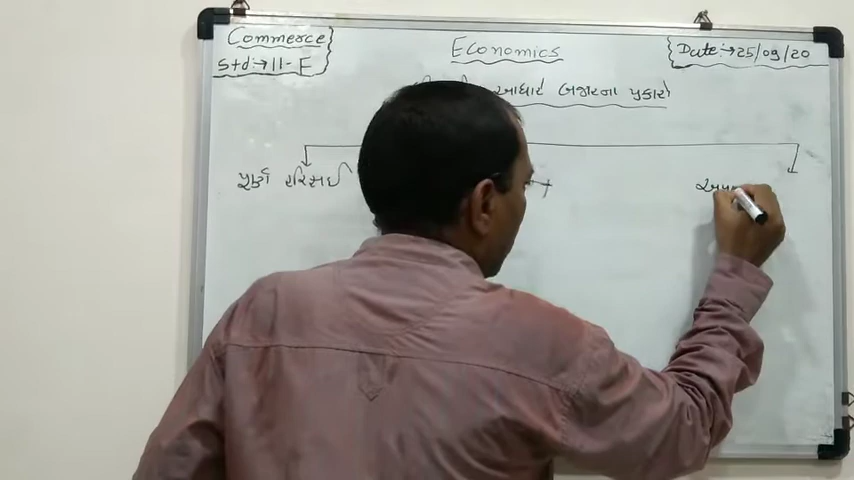 Commerce
Std:→11-E
Economics
Date:→25/09/20
આધારે બજારના પ્રકારો
પૂર્ણ હરિફાઈ